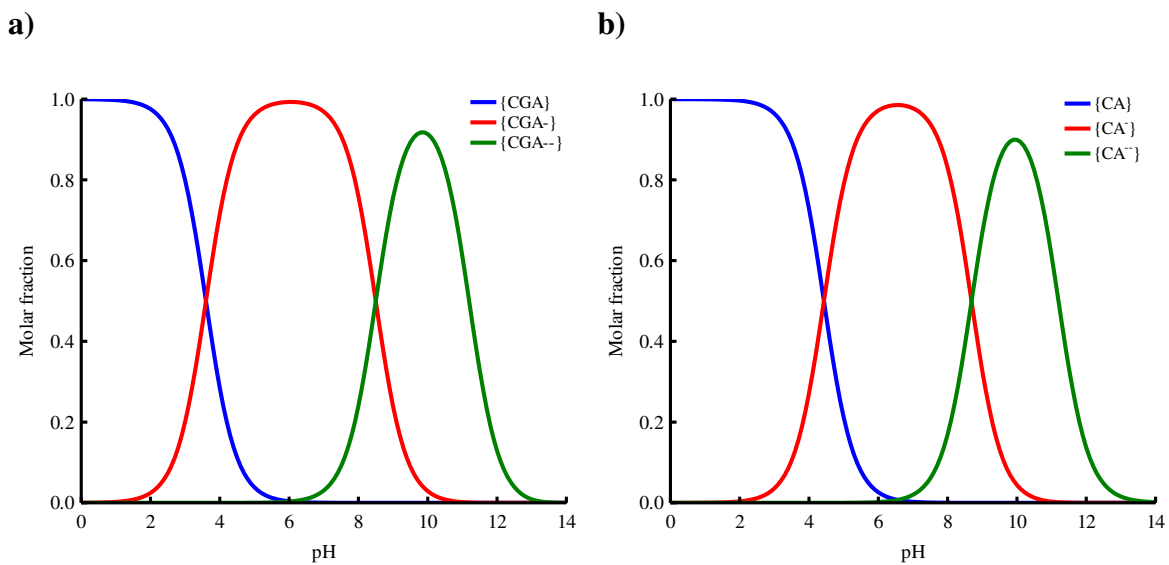 a)
{CGA}
{CGA-}
{CGA--}
1.0
0.8
0.6
0.4
0.2
0.0
Molar fraction
0 2 4 6 8 10 12 14
pH
b)
{CA}
{CA⁻}
{CA⁻⁻}
1.0
0.8
0.6
0.4
0.2
0.0
Molar fraction
0 2 4 6 8 10 12 14
pH